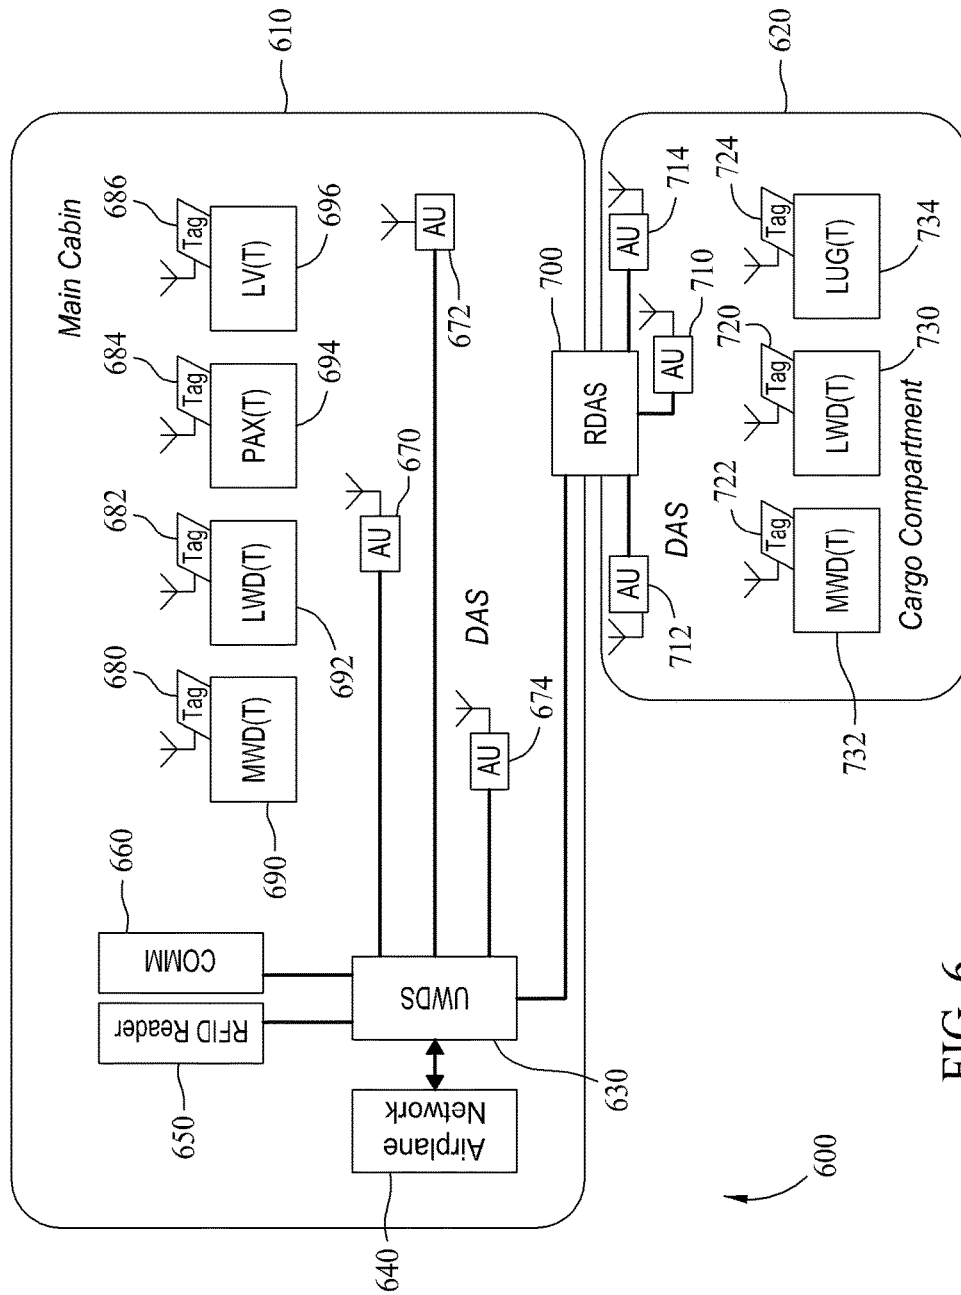 610
620
Main Cabin
686
Tag
LV(T)
696
684
Tag
PAX(T)
694
682
Tag
LWD(T)
692
680
Tag
MWD(T)
690
660
COMM
RFID Reader
650
AU
672
AU
670
DAS
AU
674
UWDS
630
Airplane
Network
640
700
RDAS
AU
714
AU
710
AU
712
DAS
724
Tag
LUG(T)
734
720
Tag
LWD(T)
730
722
Tag
MWD(T)
732
Cargo Compartment
600
FIG. 6